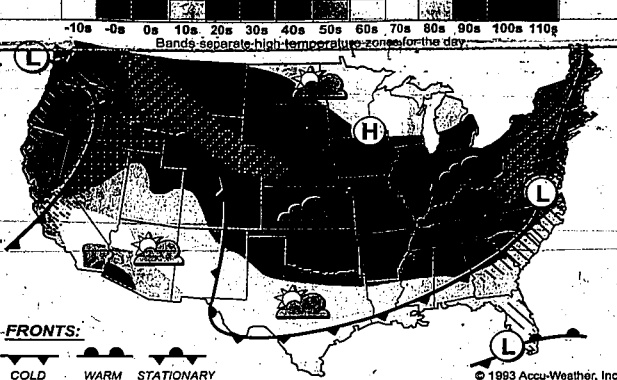 -10s -0s 0s 10s 20s 30s 40s 50s 60s 70s 80s 90s 100s 110s
Bands separate high temperature zones for the day.
L
H
L
L
FRONTS:
COLD WARM STATIONARY
© 1993 Accu-Weather, Inc